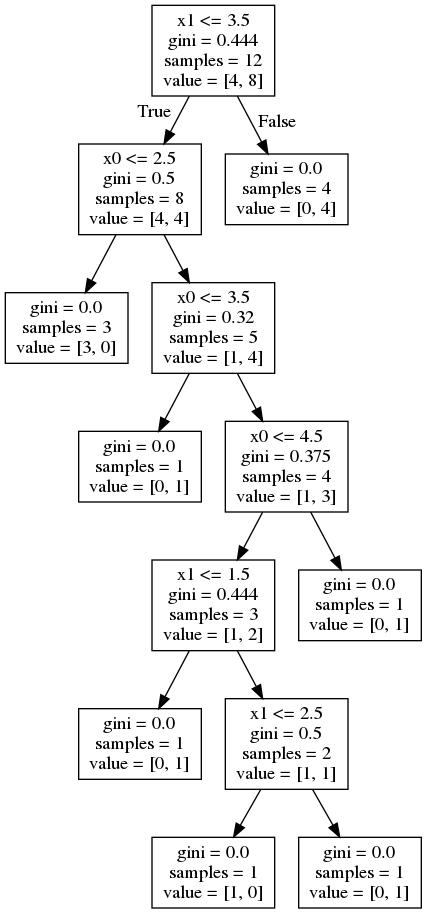 x1 <= 3.5
gini = 0.444
samples = 12
value = [4, 8]
True
False
x0 <= 2.5
gini = 0.5
samples = 8
value = [4, 4]
gini = 0.0
samples = 4
value = [0, 4]
gini = 0.0
samples = 3
value = [3, 0]
x0 <= 3.5
gini = 0.32
samples = 5
value = [1, 4]
gini = 0.0
samples = 1
value = [0, 1]
x0 <= 4.5
gini = 0.375
samples = 4
value = [1, 3]
x1 <= 1.5
gini = 0.444
samples = 3
value = [1, 2]
gini = 0.0
samples = 1
value = [0, 1]
gini = 0.0
samples = 1
value = [0, 1]
x1 <= 2.5
gini = 0.5
samples = 2
value = [1, 1]
gini = 0.0
samples = 1
value = [1, 0]
gini = 0.0
samples = 1
value = [0, 1]